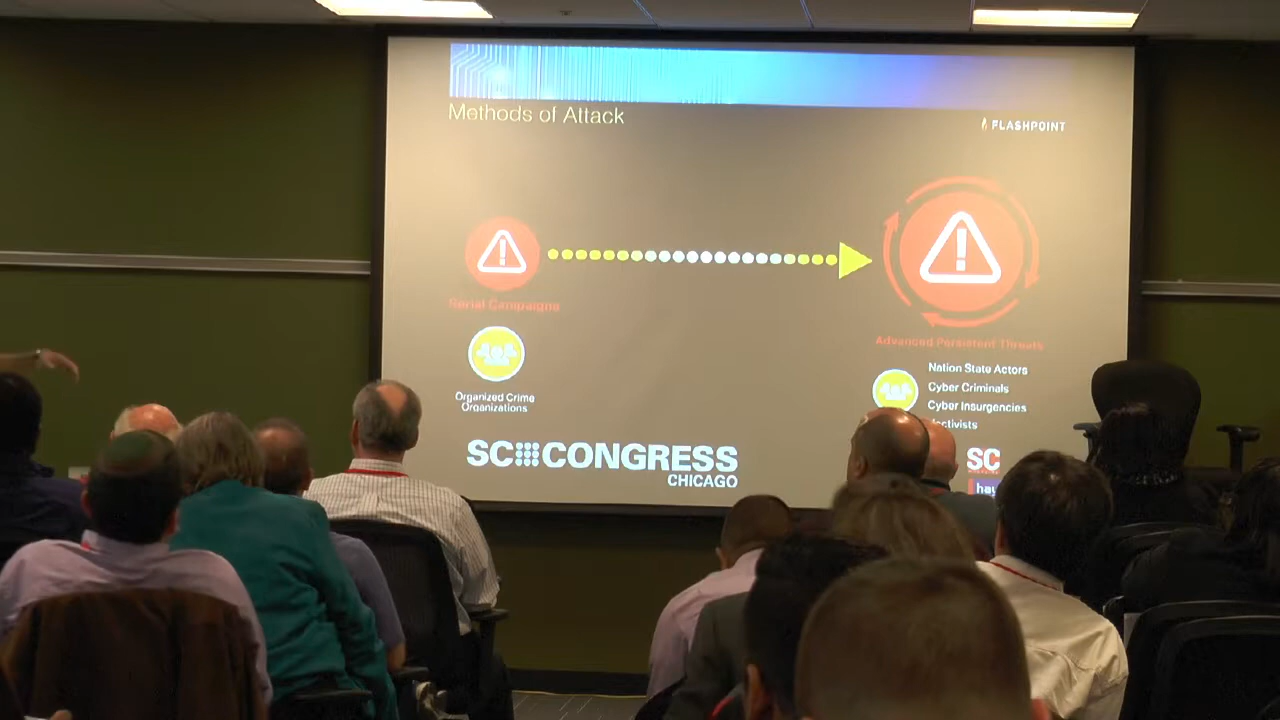 Methods of Attack
FLASHPOINT
Serial Campaigns
Advanced Persistent Threats
Organized Crime
Organizations
Nation State Actors
Cyber Criminals
Cyber Insurgencies
SC CONGRESS
CHICAGO
SC